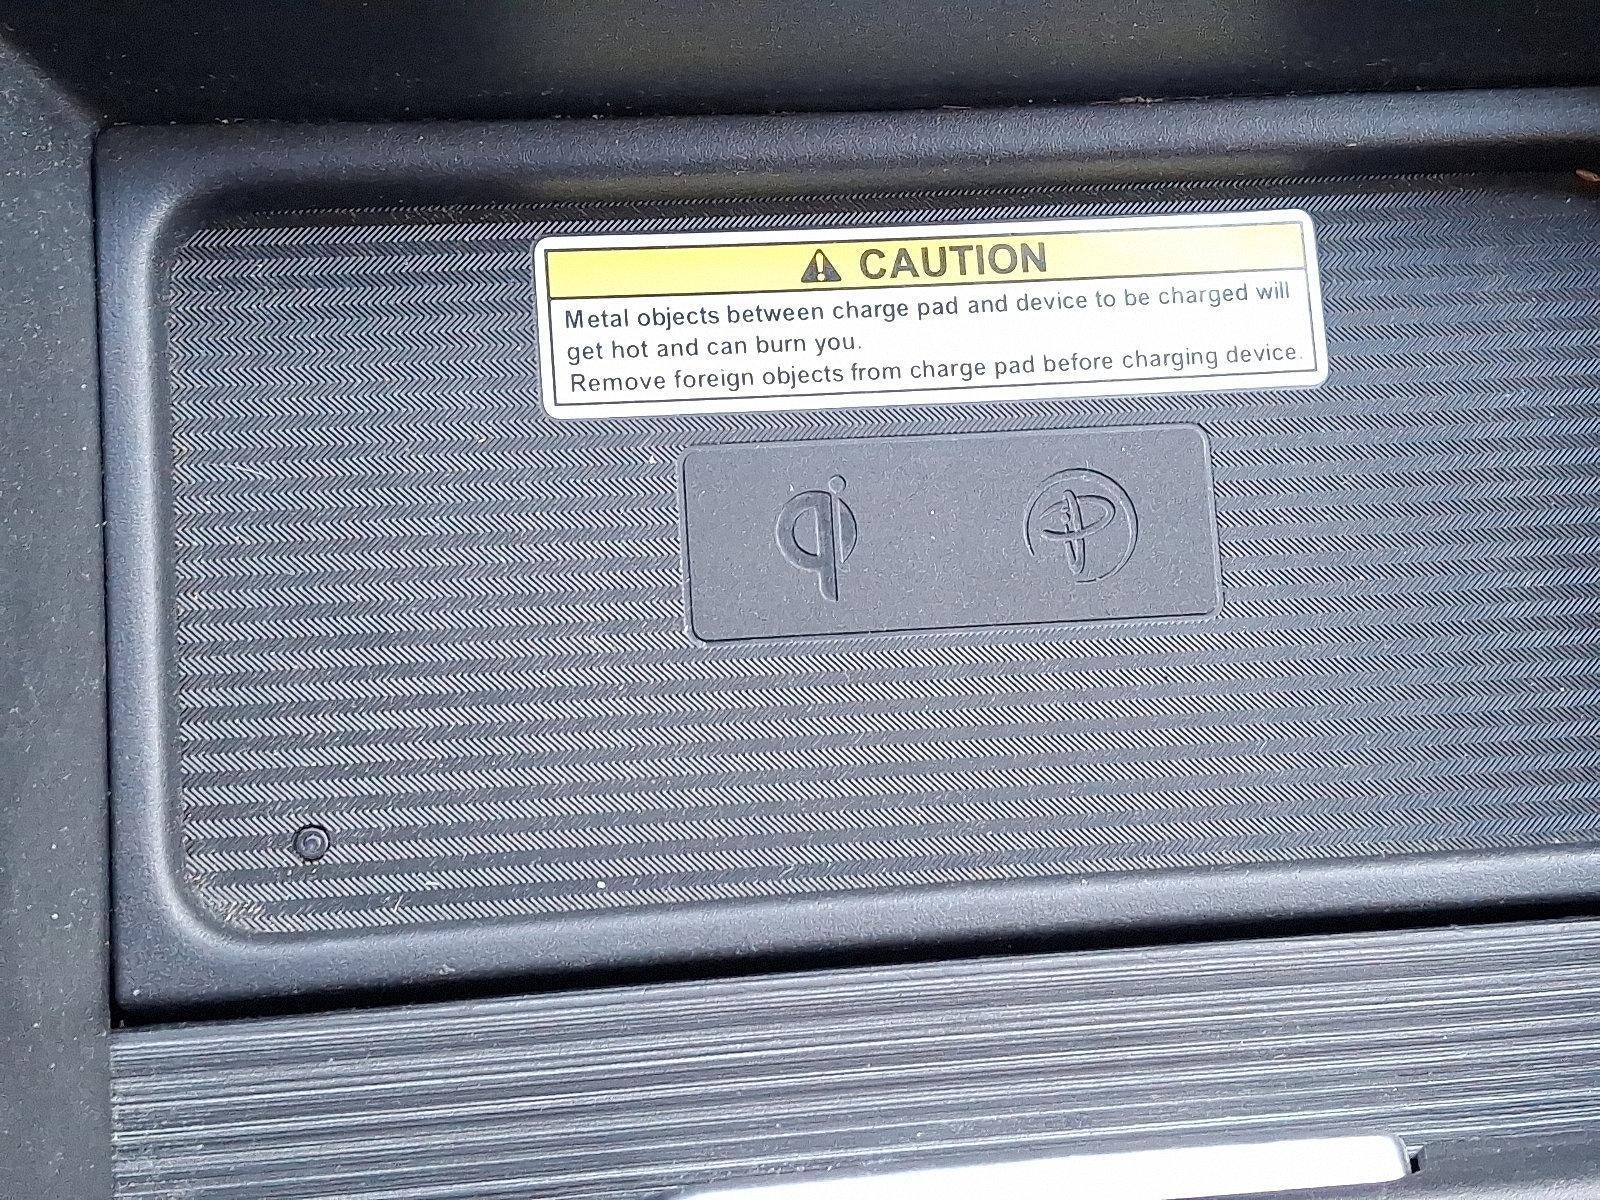 CAUTION
Metal objects between charge pad and device to be charged will
get hot and can burn you.
Remove foreign objects from charge pad before charging device.
qi